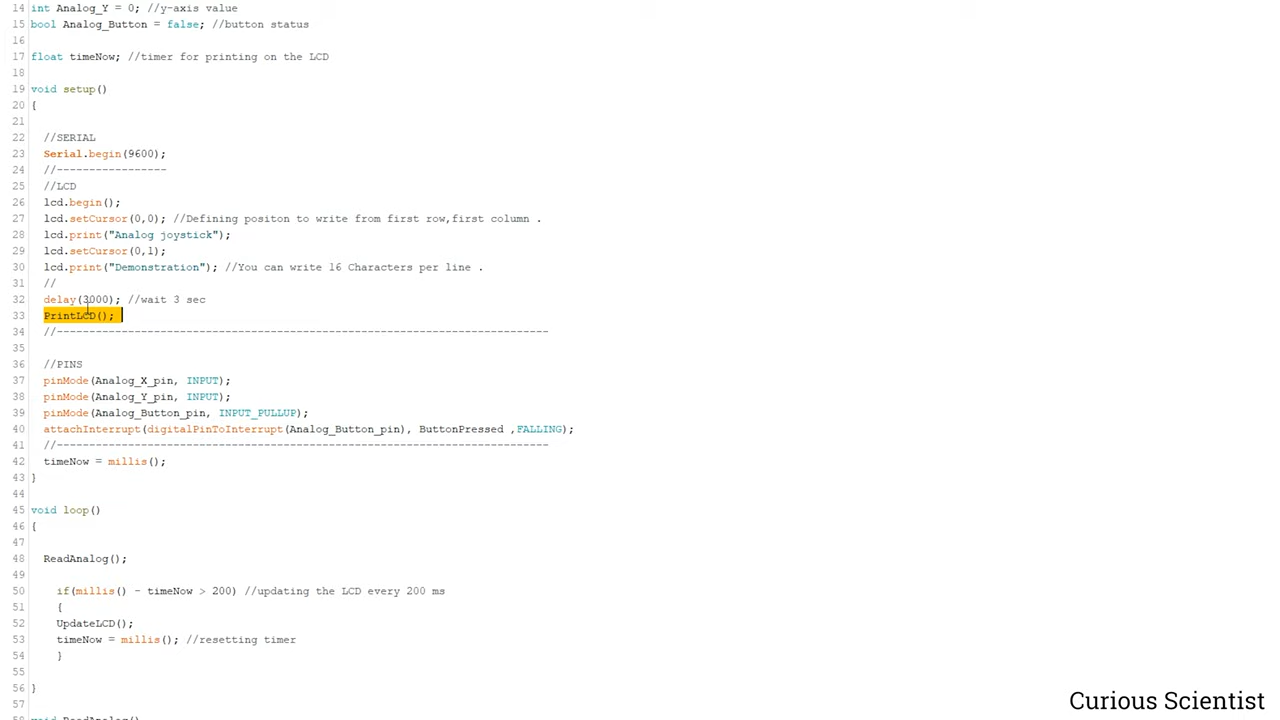 14 int Analog_Y = 0; //y-axis value
15 bool Analog_Button = false; //button status
16
17 float timeNow; //timer for printing on the LCD
18
19 void setup()
20 {
21
22 //SERIAL
23 Serial.begin(9600);
24 //-----------------
25 //LCD
26 lcd.begin();
27 lcd.setCursor(0,0); //Defining positon to write from first row,first column .
28 lcd.print("Analog joystick");
29 lcd.setCursor(0,1);
30 lcd.print("Demonstration"); //You can write 16 Characters per line .
31 //
32 delay(3000); //wait 3 sec
33 PrintLCD();
34 //----------------------------------------------------------------------------
35
36 //PINS
37 pinMode(Analog_X_pin, INPUT);
38 pinMode(Analog_Y_pin, INPUT);
39 pinMode(Analog_Button_pin, INPUT_PULLUP);
40 attachInterrupt(digitalPinToInterrupt(Analog_Button_pin), ButtonPressed ,FALLING);
41 //----------------------------------------------------------------------------
42 timeNow = millis();
43 }
44
45 void loop()
46 {
47
48 ReadAnalog();
49
50 if(millis() - timeNow > 200) //updating the LCD every 200 ms
51 {
52 UpdateLCD();
53 timeNow = millis(); //resetting timer
54 }
55
56 }
57
58 void ReadAnalog()
Curious Scientist